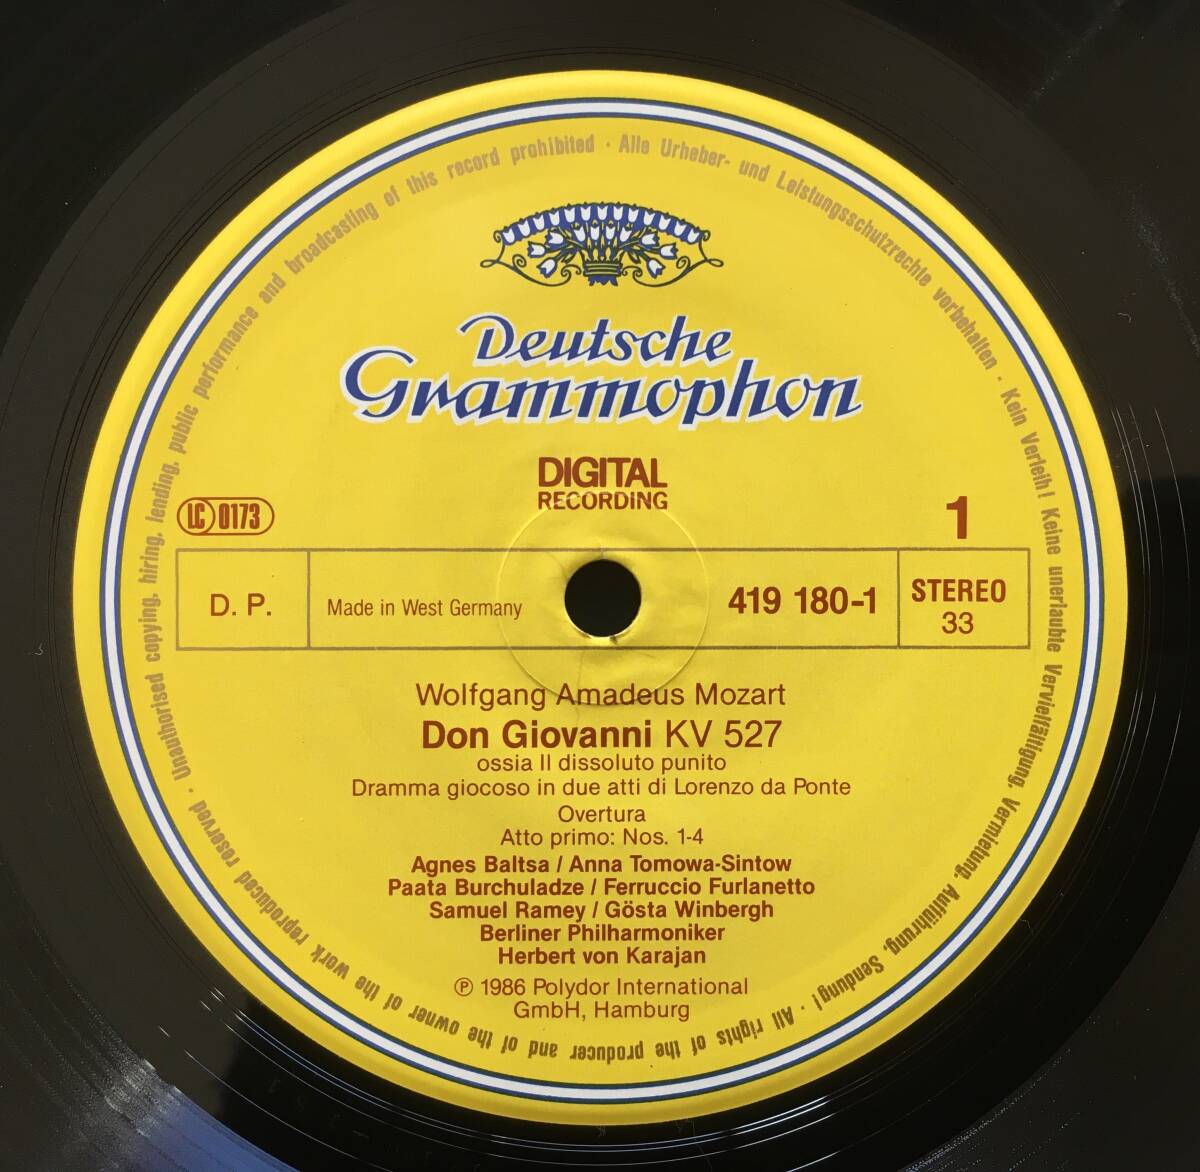 Unauthorised copying, hiring, lending, public performance and broadcasting of this record prohibited · Alle Urheber- und Leistungsschutzrechte vorbehalten · Kein Verleih! Keine unerlaubte Vervielfältigung, Vermietung, Aufführung, Sendung! · All rights of the producer and of the owner of the work reproduced reserved ·
Deutsche
Grammophon
DIGITAL
RECORDING
LC 0173
1
D. P.
Made in West Germany
419 180-1
STEREO
33
Wolfgang Amadeus Mozart
Don Giovanni KV 527
ossia Il dissoluto punito
Dramma giocoso in due atti di Lorenzo da Ponte
Overtura
Atto primo: Nos. 1-4
Agnes Baltsa / Anna Tomowa-Sintow
Paata Burchuladze / Ferruccio Furlanetto
Samuel Ramey / Gösta Winbergh
Berliner Philharmoniker
Herbert von Karajan
℗ 1986 Polydor International
GmbH, Hamburg